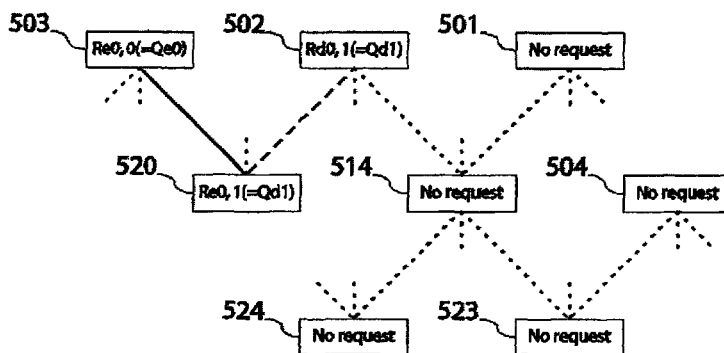 503
Re0, 0(=Qe0)
502
Rd0, 1(=Qd1)
501
No request
520
Re0, 1(=Qd1)
514
No request
504
No request
524
No request
523
No request